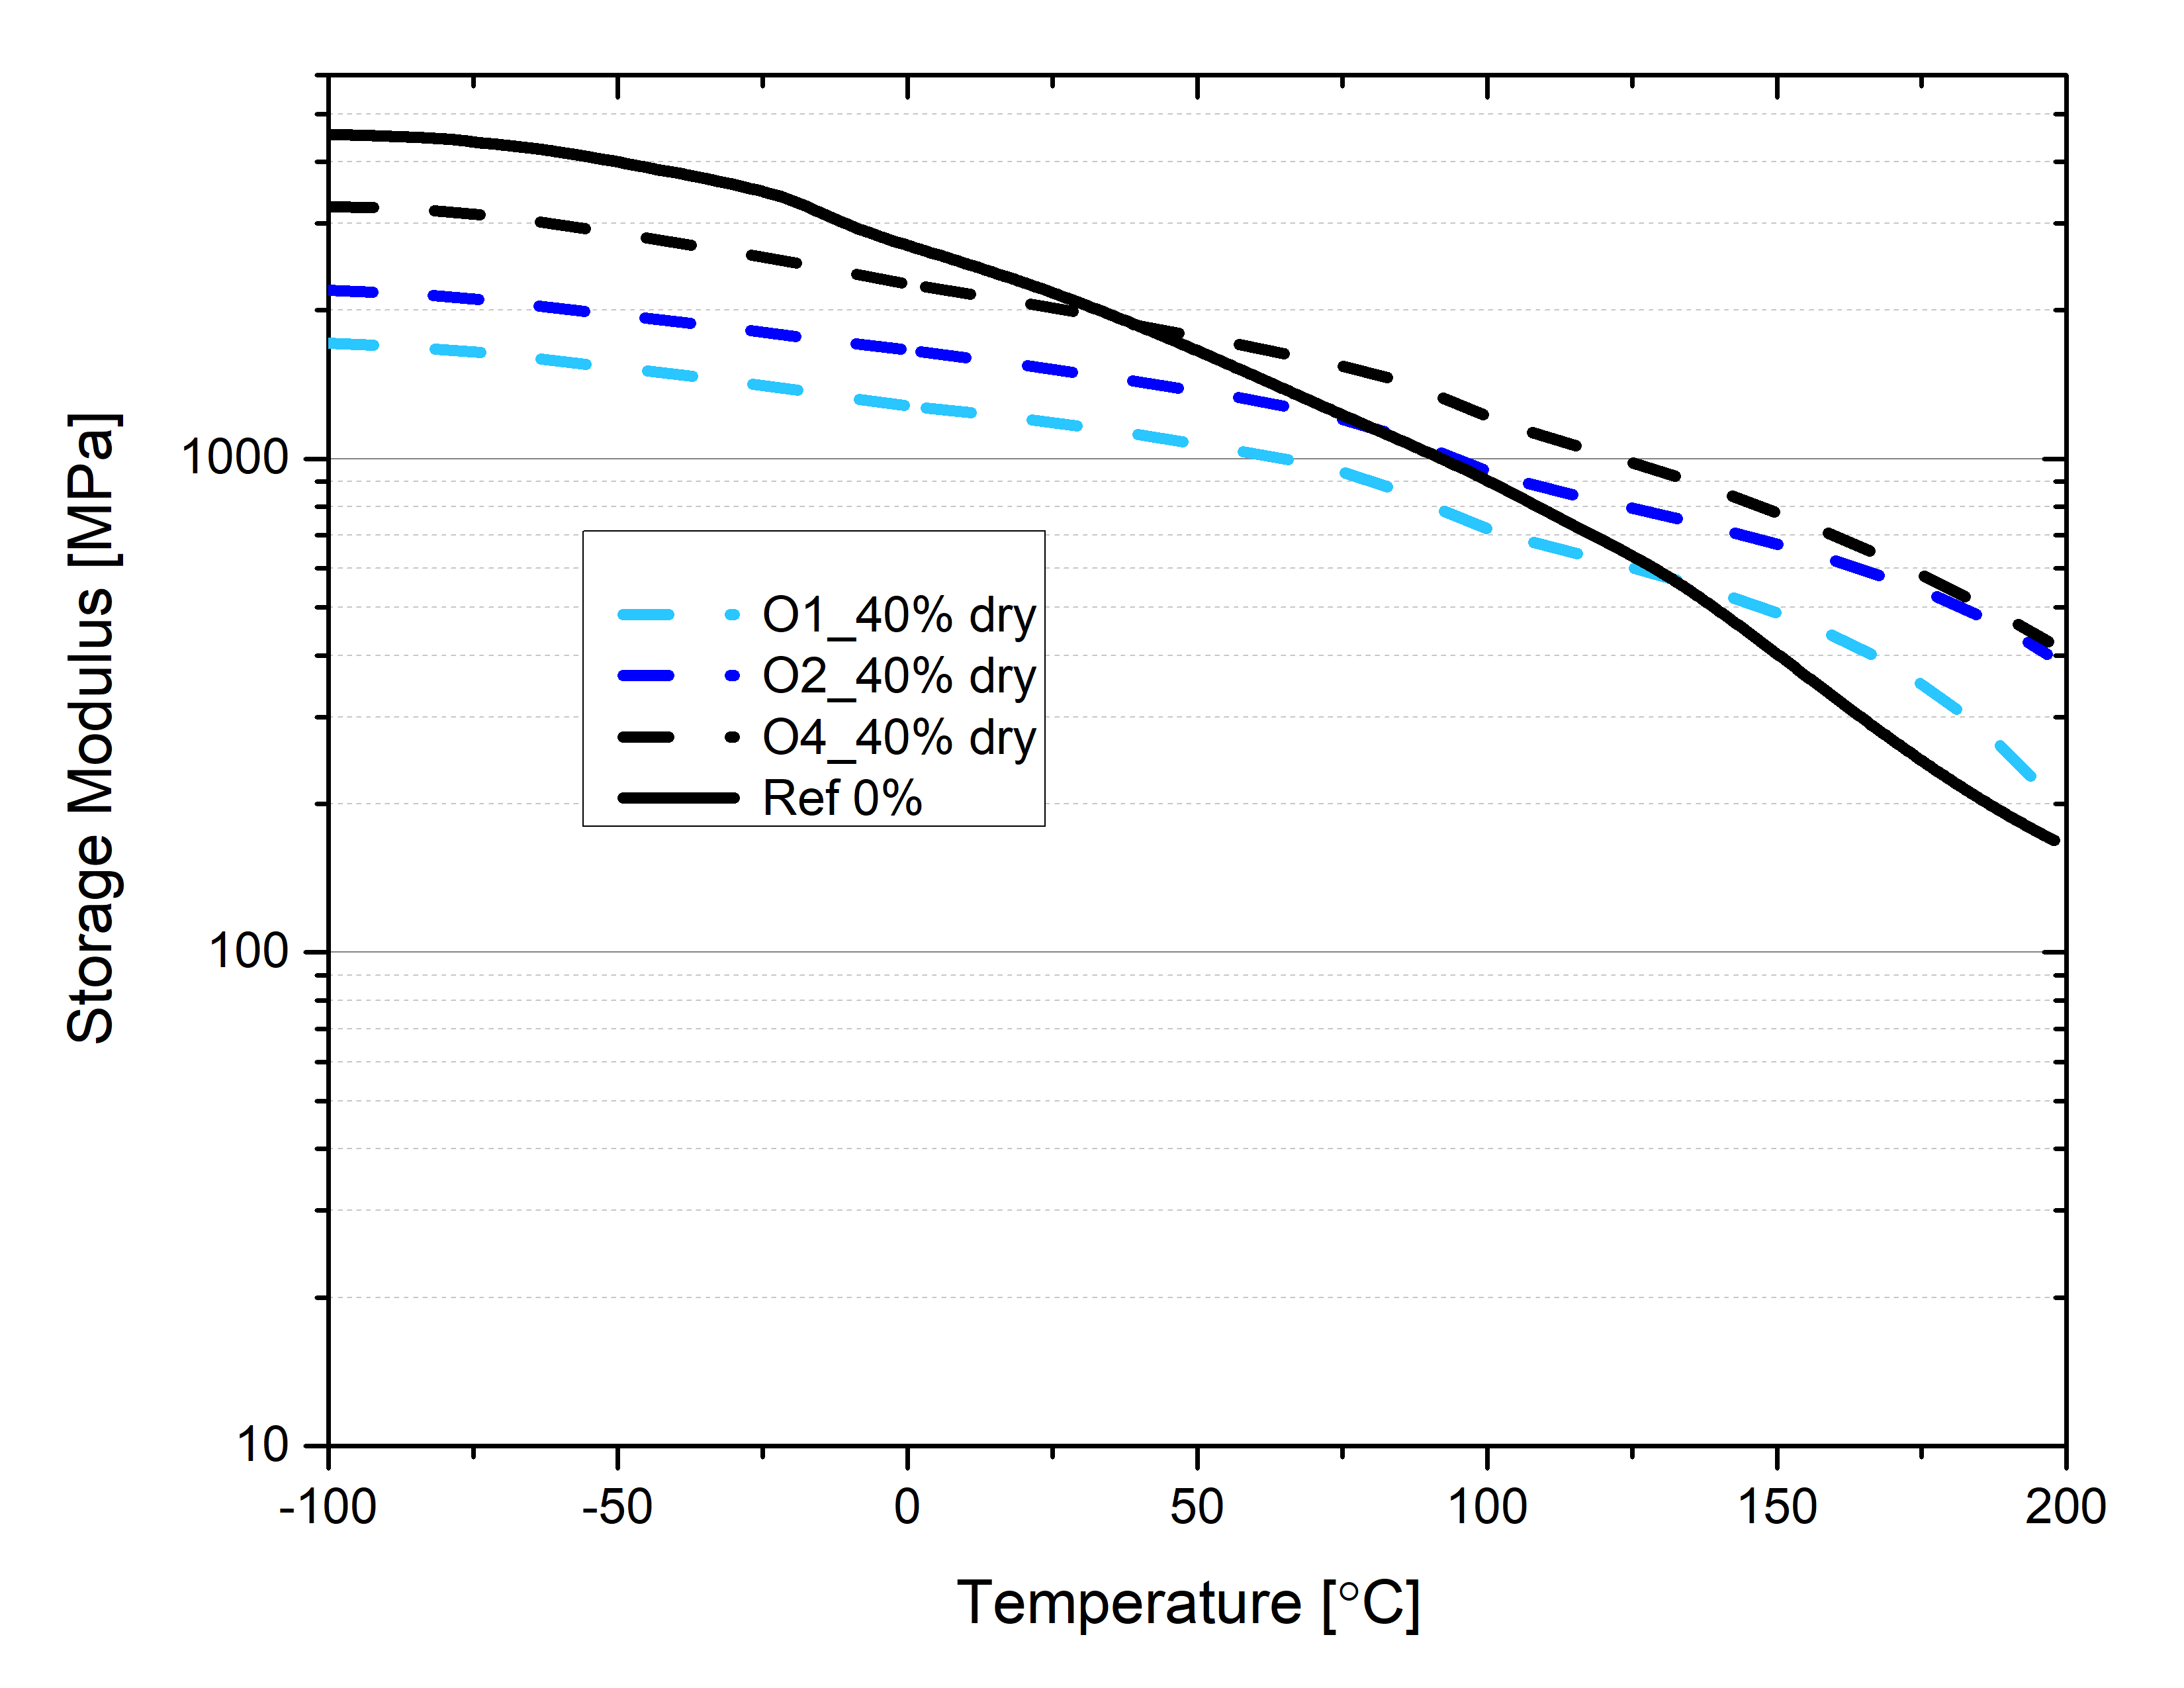 Storage Modulus [MPa]
1000
100
10
O1_40% dry
O2_40% dry
O4_40% dry
Ref 0%
-100 -50 0 50 100 150 200
Temperature [°C]